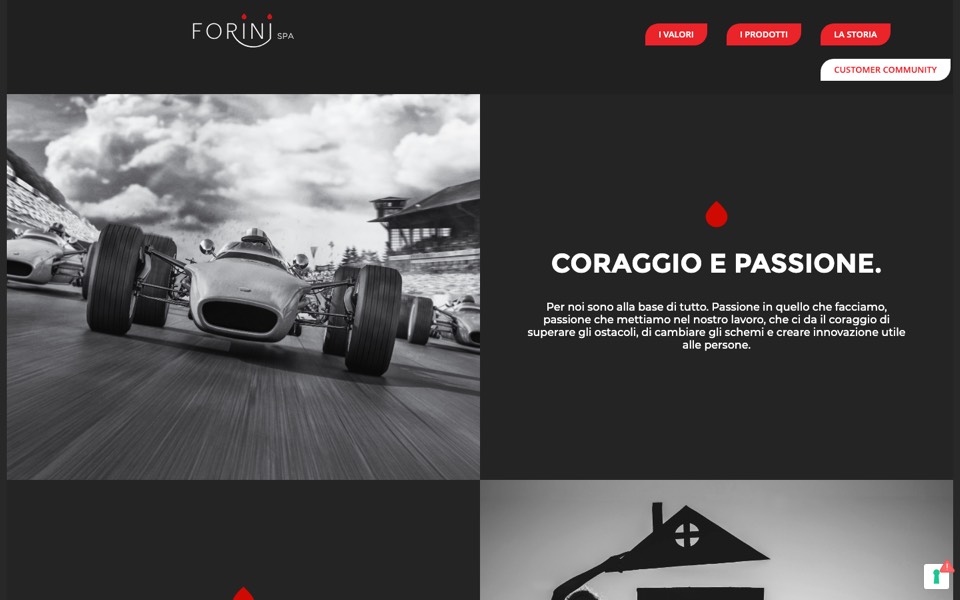 FORINI SPA
I VALORI
I PRODOTTI
LA STORIA
CUSTOMER COMMUNITY
CORAGGIO E PASSIONE.
Per noi sono alla base di tutto. Passione in quello che facciamo,
passione che mettiamo nel nostro lavoro, che ci da il coraggio di
superare gli ostacoli, di cambiare gli schemi e creare innovazione utile
alle persone.